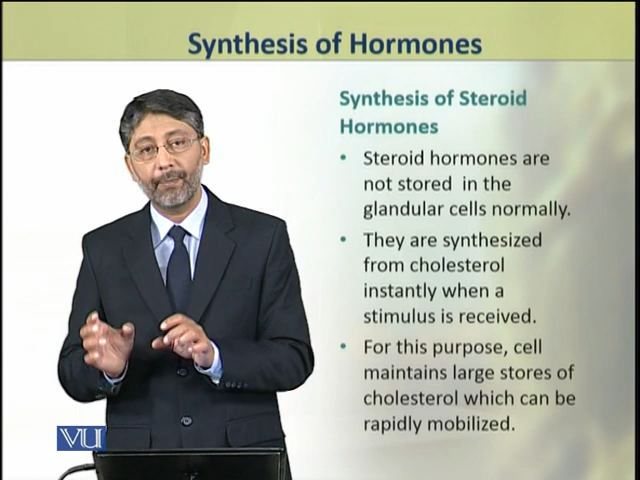 Synthesis of Hormones
Synthesis of Steroid
Hormones
• Steroid hormones are
not stored in the
glandular cells normally.
• They are synthesized
from cholesterol
instantly when a
stimulus is received.
• For this purpose, cell
maintains large stores of
cholesterol which can be
rapidly mobilized.
VU